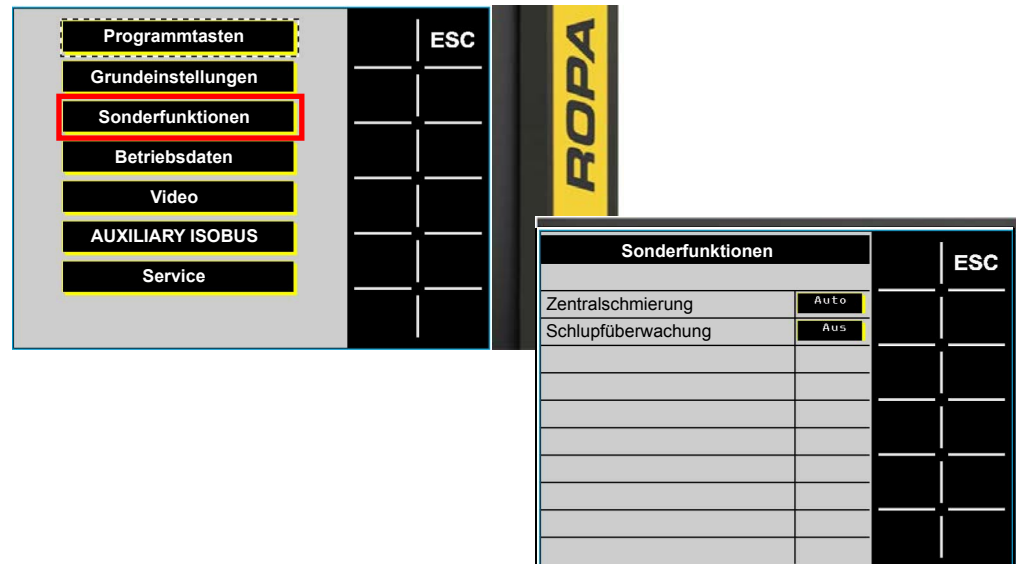 Programmtasten
ESC
Grundeinstellungen
Sonderfunktionen
Betriebsdaten
Video
AUXILIARY ISOBUS
Service
ROPA
Sonderfunktionen
ESC
Zentralschmierung Auto
Schlupfüberwachung Aus